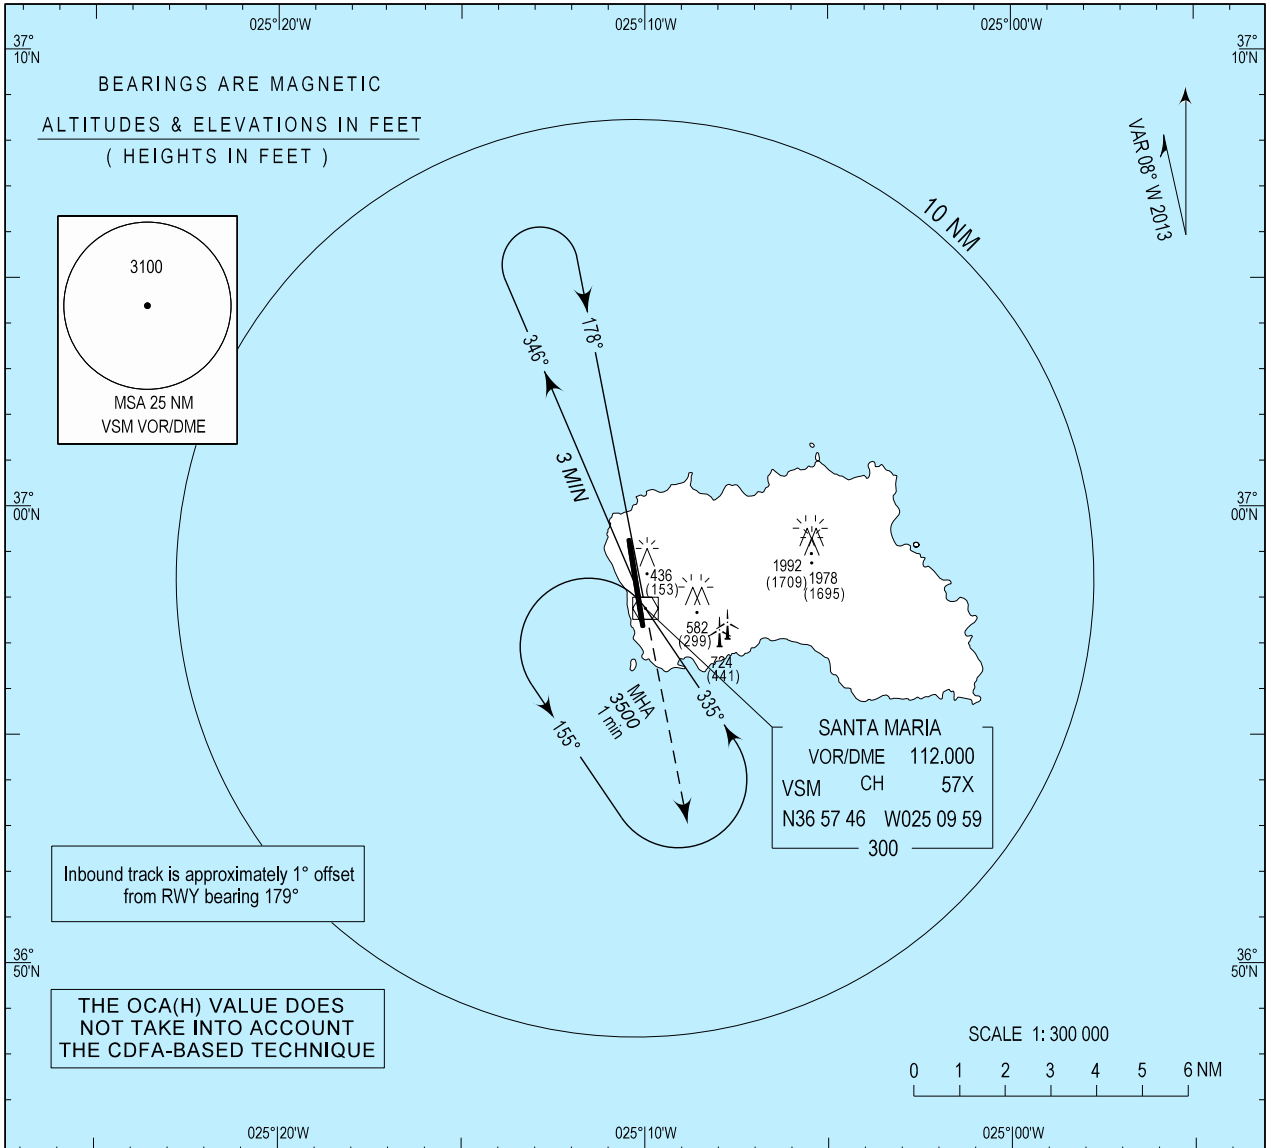 025°20'W
025°10'W
025°00'W
37°
10'N
37°
10'N
BEARINGS ARE MAGNETIC
ALTITUDES & ELEVATIONS IN FEET
( HEIGHTS IN FEET )
VAR 08° W 2013
10 NM
3100
MSA 25 NM
VSM VOR/DME
178°
346°
3 MIN
37°
00'N
37°
00'N
436
(153)
1992
(1709)
1978
(1695)
582
(299)
724
(441)
MHA
3500
1 min
335°
155°
SANTA MARIA
VOR/DME 112.000
VSM CH 57X
N36 57 46 W025 09 59
300
Inbound track is approximately 1° offset
from RWY bearing 179°
36°
50'N
36°
50'N
THE OCA(H) VALUE DOES
NOT TAKE INTO ACCOUNT
THE CDFA-BASED TECHNIQUE
SCALE 1: 300 000
0 1 2 3 4 5 6 NM
025°20'W
025°10'W
025°00'W